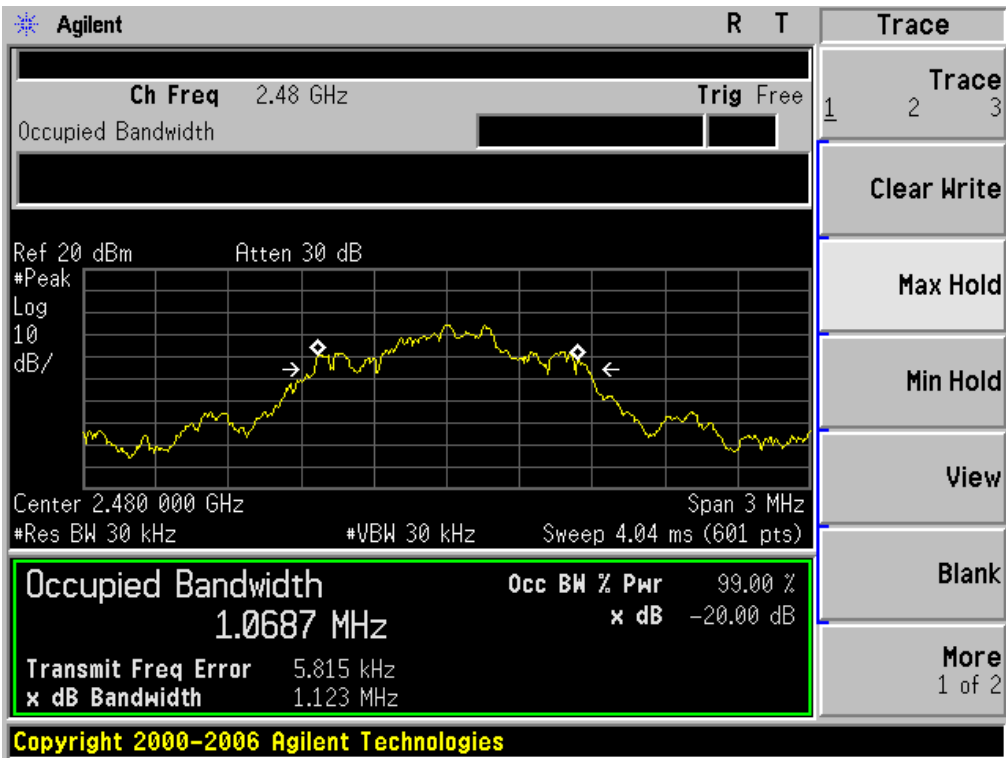 Agilent R T
Ch Freq 2.48 GHz Trig Free
Occupied Bandwidth
Ref 20 dBm Atten 30 dB
#Peak
Log
10
dB/
Center 2.480 000 GHz Span 3 MHz
#Res BW 30 kHz #VBW 30 kHz Sweep 4.04 ms (601 pts)
Occupied Bandwidth Occ BW % Pwr 99.00 %
1.0687 MHz x dB -20.00 dB
Transmit Freq Error 5.815 kHz
x dB Bandwidth 1.123 MHz
Copyright 2000-2006 Agilent Technologies
Trace
Trace
1 2 3
Clear Write
Max Hold
Min Hold
View
Blank
More
1 of 2